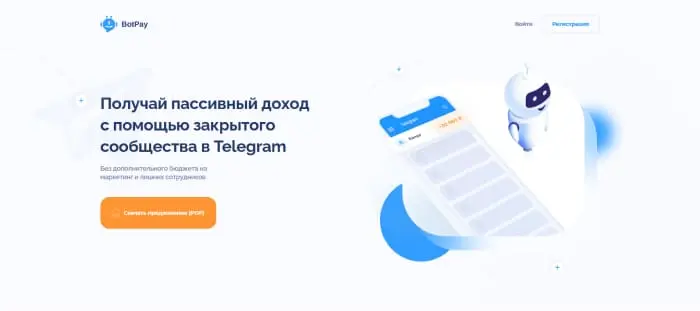 BotPay
Войти
Регистрация
Получай пассивный доход
с помощью закрытого
сообщества в Telegram
Без дополнительного бюджета на
маркетинг и лишних сотрудников.
Скачать предложение (PDF)
Telegram